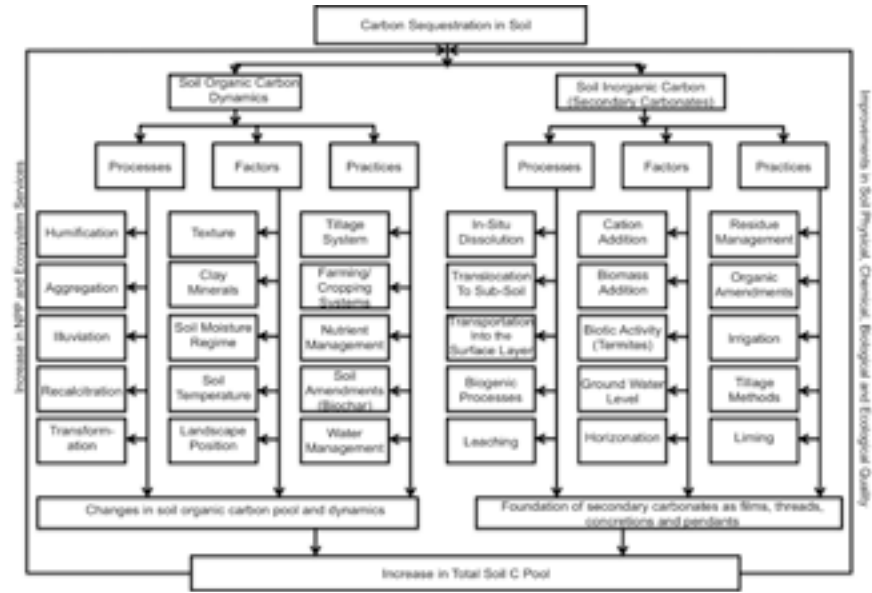 Carbon Sequestration in Soil
Soil Organic Carbon
Dynamics
Soil Inorganic Carbon
(Secondary Carbonates)
Processes
Factors
Practices
Processes
Factors
Practices
Humification
Aggregation
Illuviation
Recalcitration
Transform-
ation
Texture
Clay
Minerals
Soil Moisture
Regime
Soil
Temperature
Landscape
Position
Tillage
System
Farming/
Cropping
Systems
Nutrient
Management
Soil
Amendments
(Biochar)
Water
Management
In-Situ
Dissolution
Translocation
To Sub-Soil
Transportation
Into the
Surface Layer
Biogenic
Processes
Leaching
Cation
Addition
Biomass
Addition
Biotic Activity
(Termites)
Ground Water
Level
Horizonation
Residue
Management
Organic
Amendments
Irrigation
Tillage
Methods
Liming
Changes in soil organic carbon pool and dynamics
Foundation of secondary carbonates as films, threads,
concretions and pendants
Increase in Total Soil C Pool
Increase in NPP and Ecosystem Services
Improvements in Soil Physical, Chemical, Biological and Ecological Quality